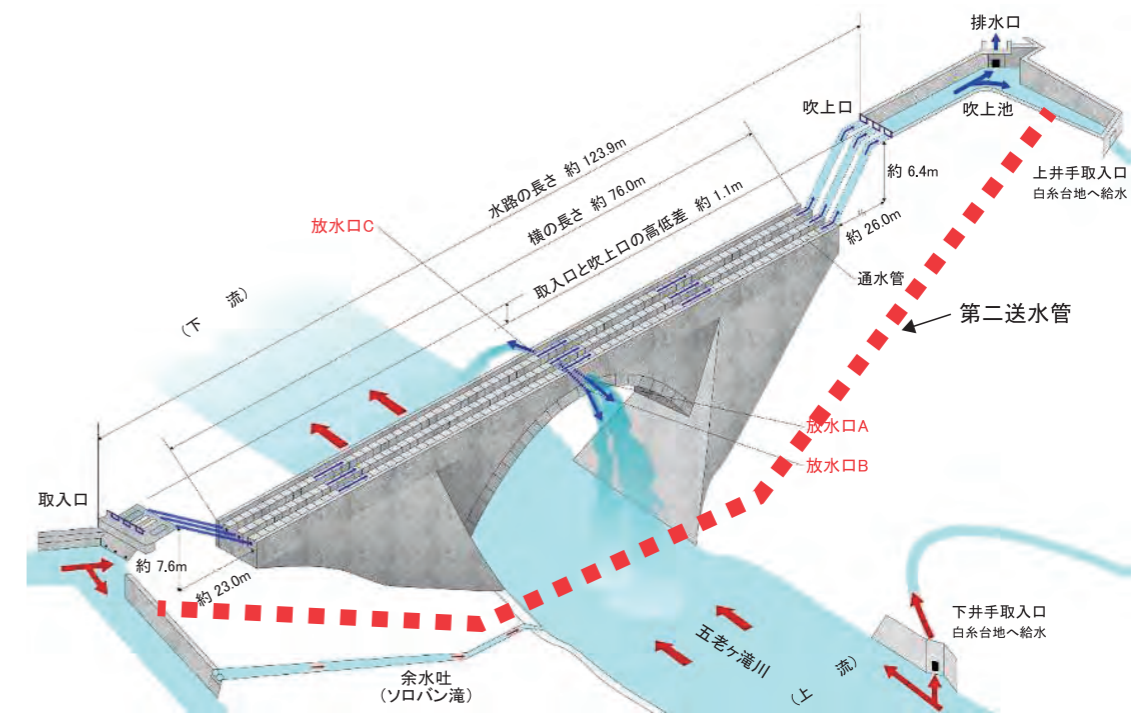 排水口
吹上口
吹上池
水路の長さ 約 123.9m
約 6.4m
上井手取入口
白糸台地へ給水
横の長さ 約 76.0m
放水口C
取入口と吹上口の高低差 約 1.1m
約 26.0m
通水管
（下 流）
第二送水管
放水口A
放水口B
取入口
約 7.6m
約 23.0m
下井手取入口
白糸台地へ給水
五老ヶ滝川
（上 流）
余水吐
（ソロバン滝）